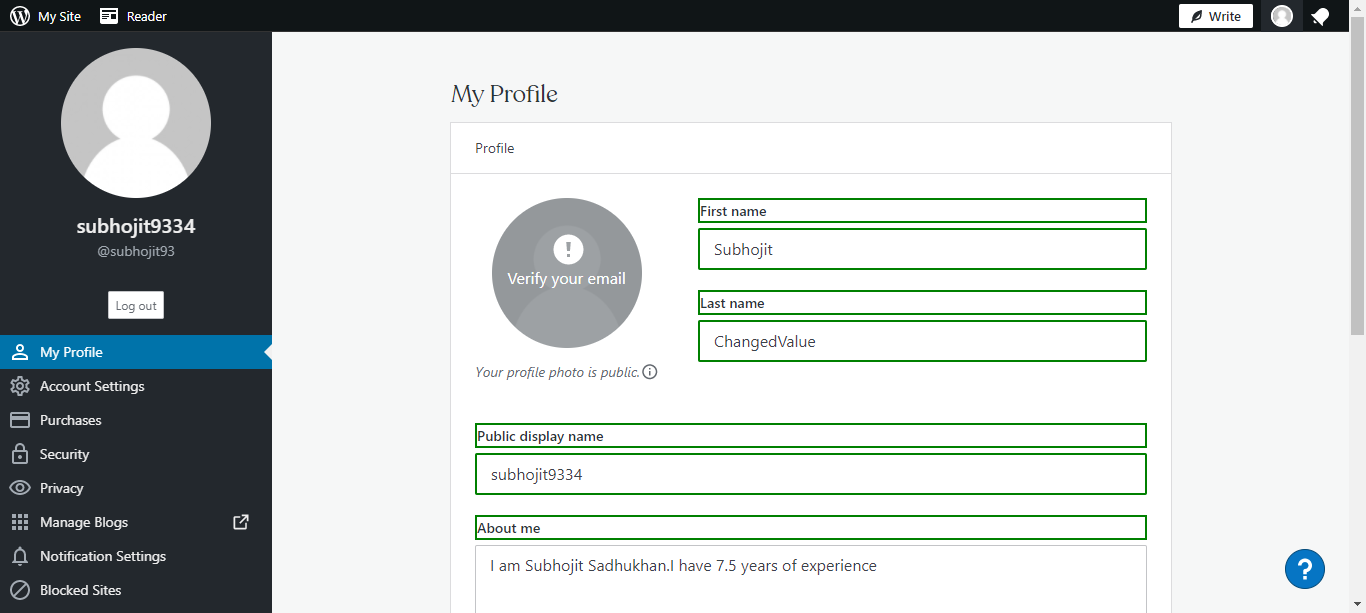 My Site
Reader
Write
subhojit9334
@subhojit93
Log out
My Profile
Account Settings
Purchases
Security
Privacy
Manage Blogs
Notification Settings
Blocked Sites
My Profile
Profile
!
Verify your email
Your profile photo is public.
First name
Subhojit
Last name
ChangedValue
Public display name
subhojit9334
About me
I am Subhojit Sadhukhan.I have 7.5 years of experience
?